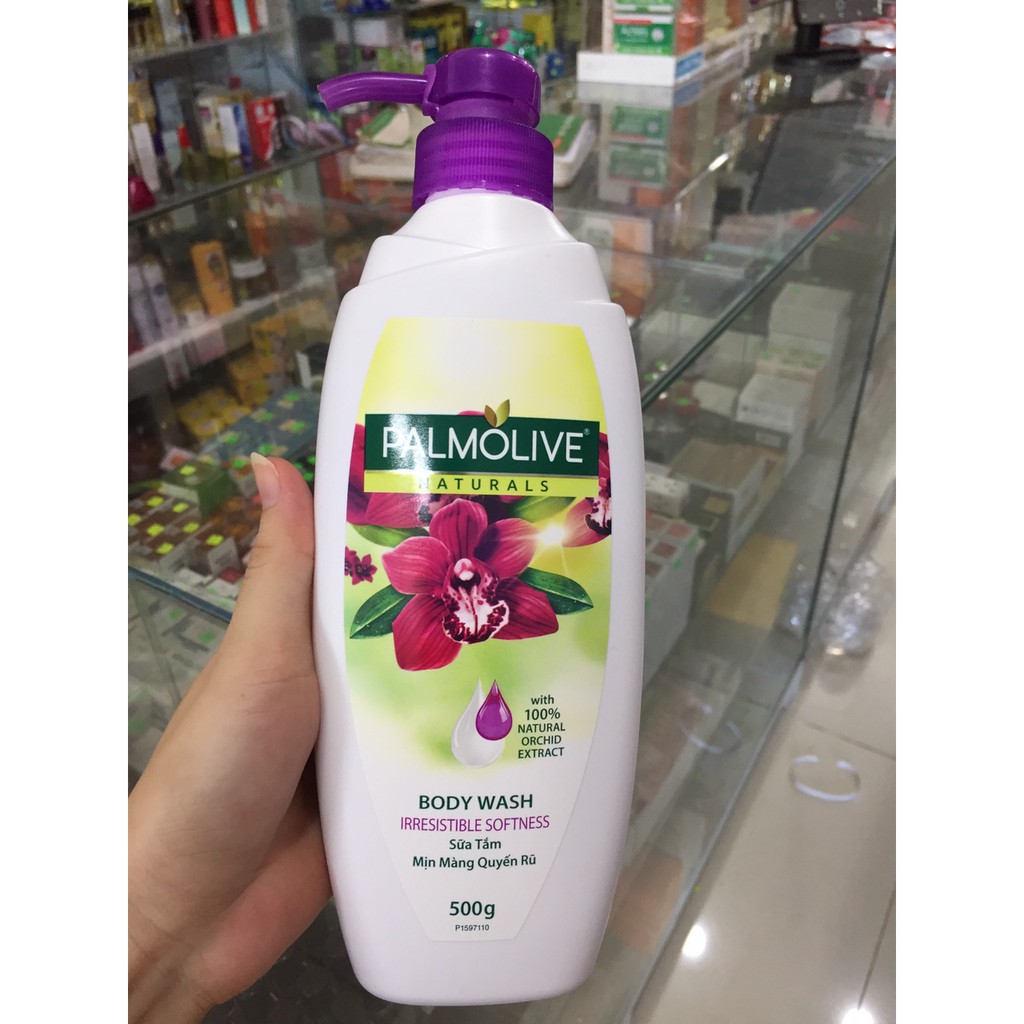 PALMOLIVE®
NATURALS
with
100%
NATURAL
ORCHID
EXTRACT
BODY WASH
IRRESISTIBLE SOFTNESS
Sữa Tắm
Mịn Màng Quyến Rũ
500g
P1597110